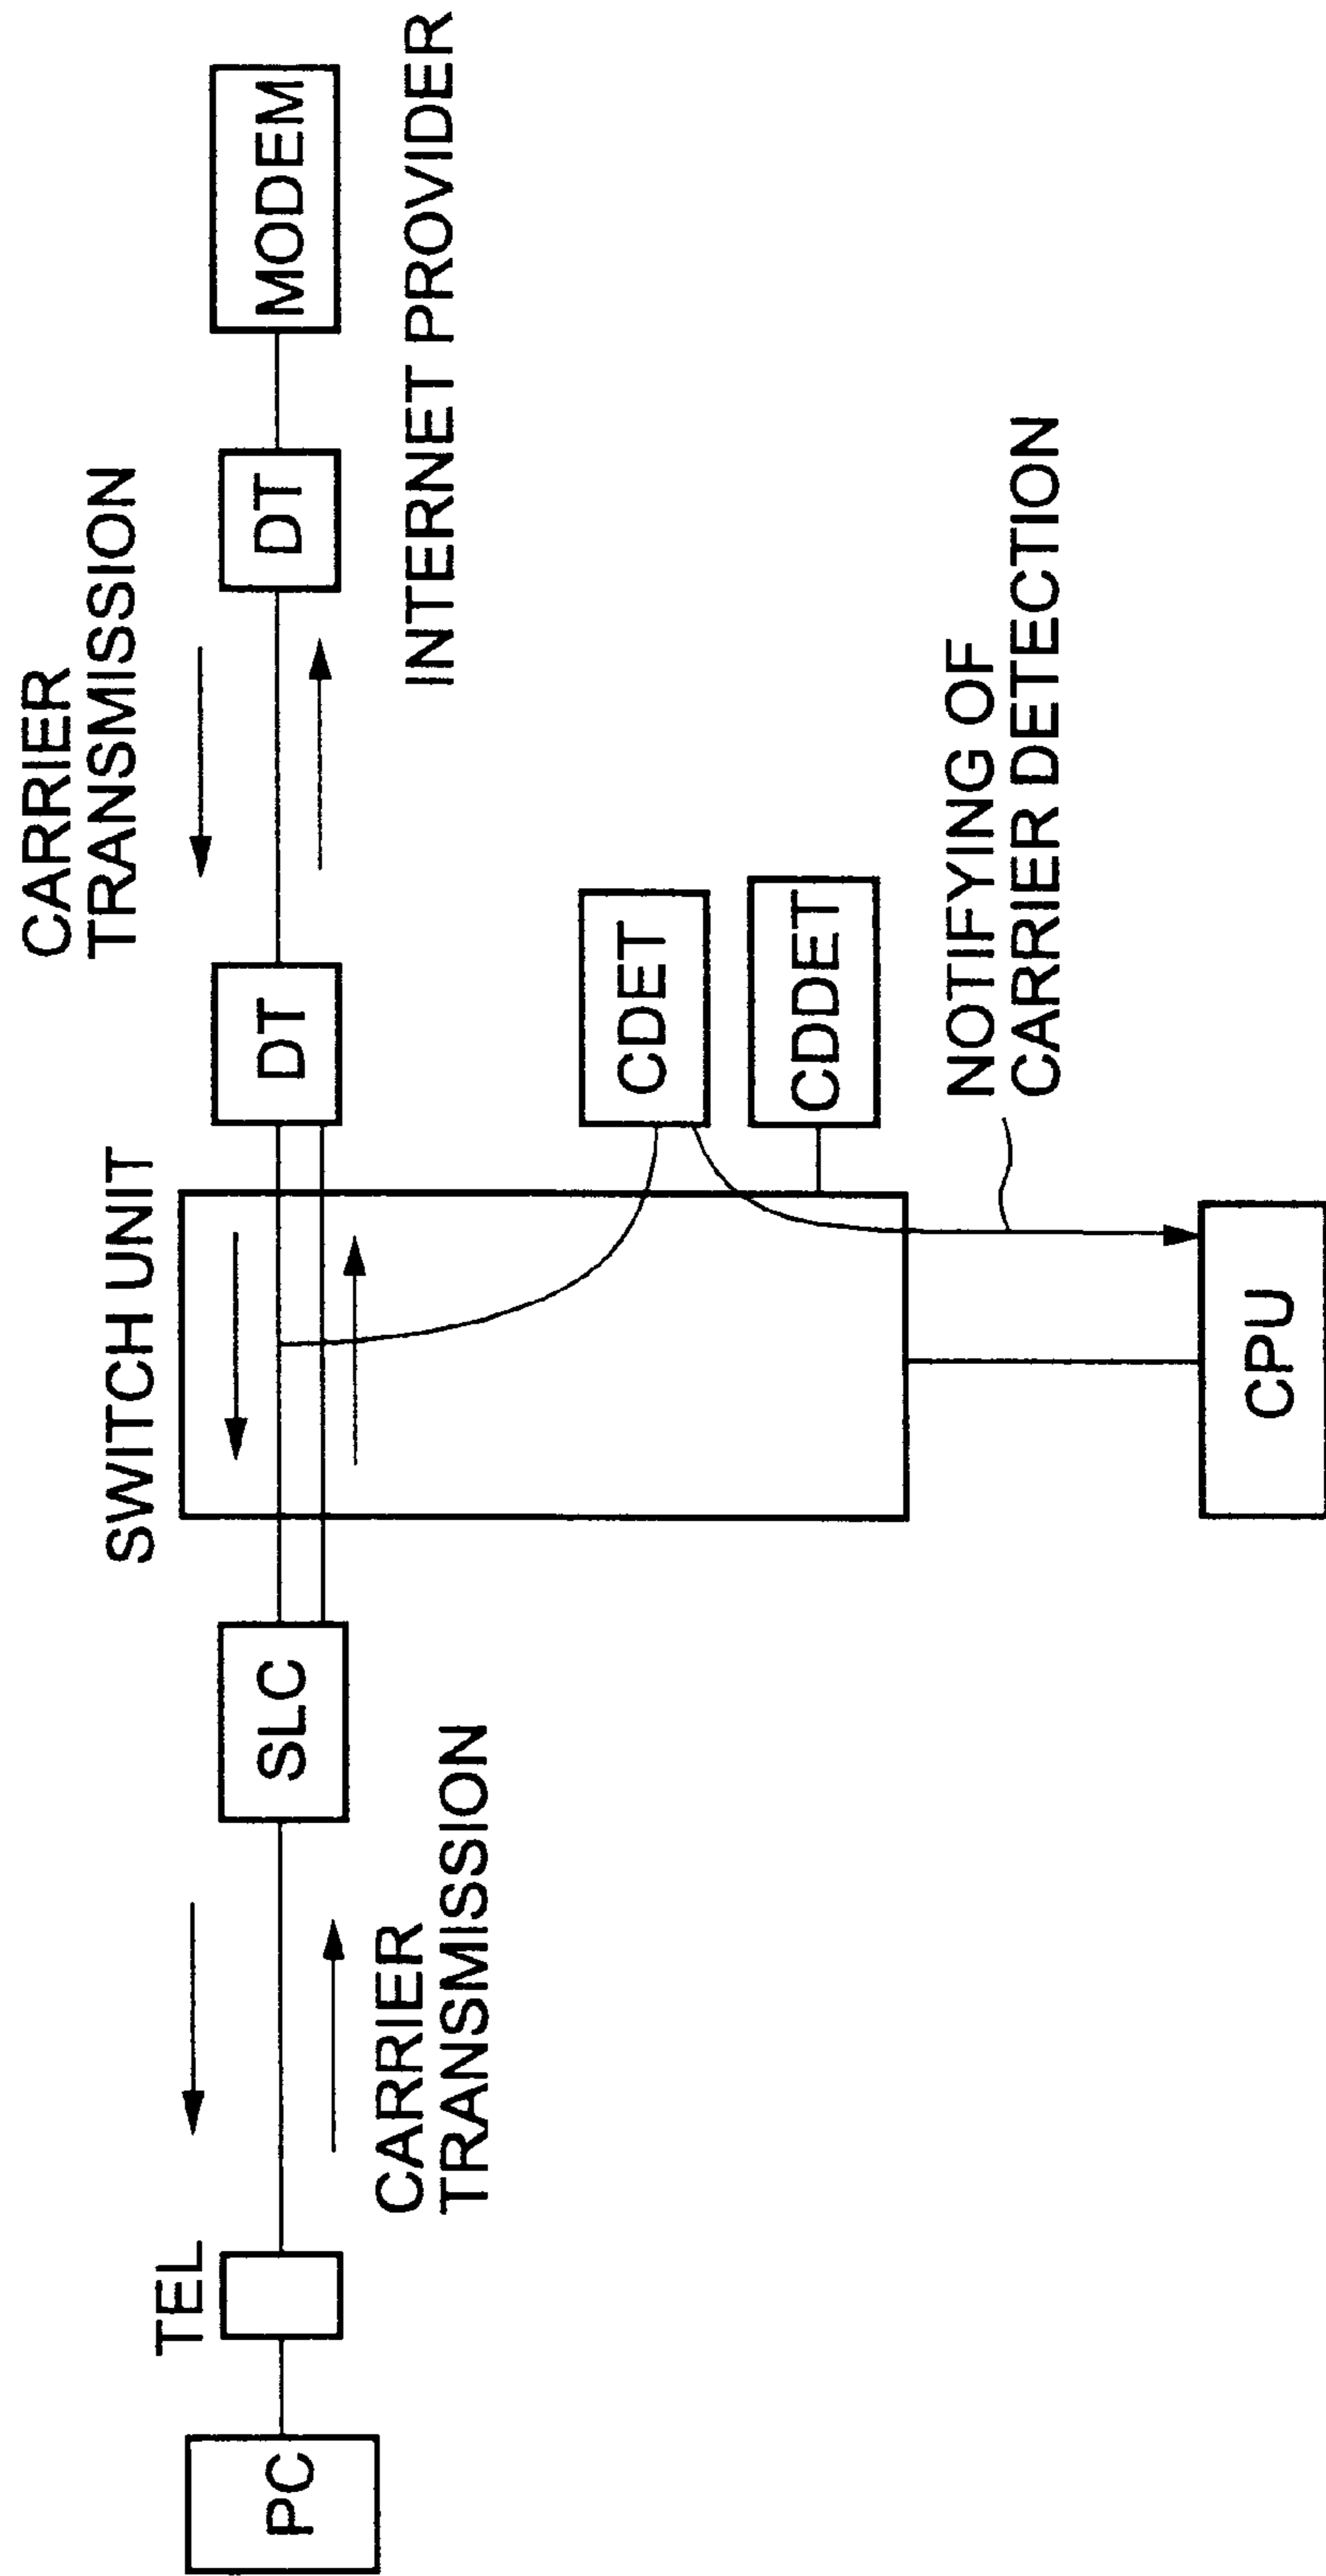 CARRIER
TRANSMISSION
SWITCH UNIT
TEL
PC
SLC
DT
DT
MODEM
CARRIER
TRANSMISSION
INTERNET PROVIDER
CDET
CDDET
NOTIFYING OF
CARRIER DETECTION
CPU